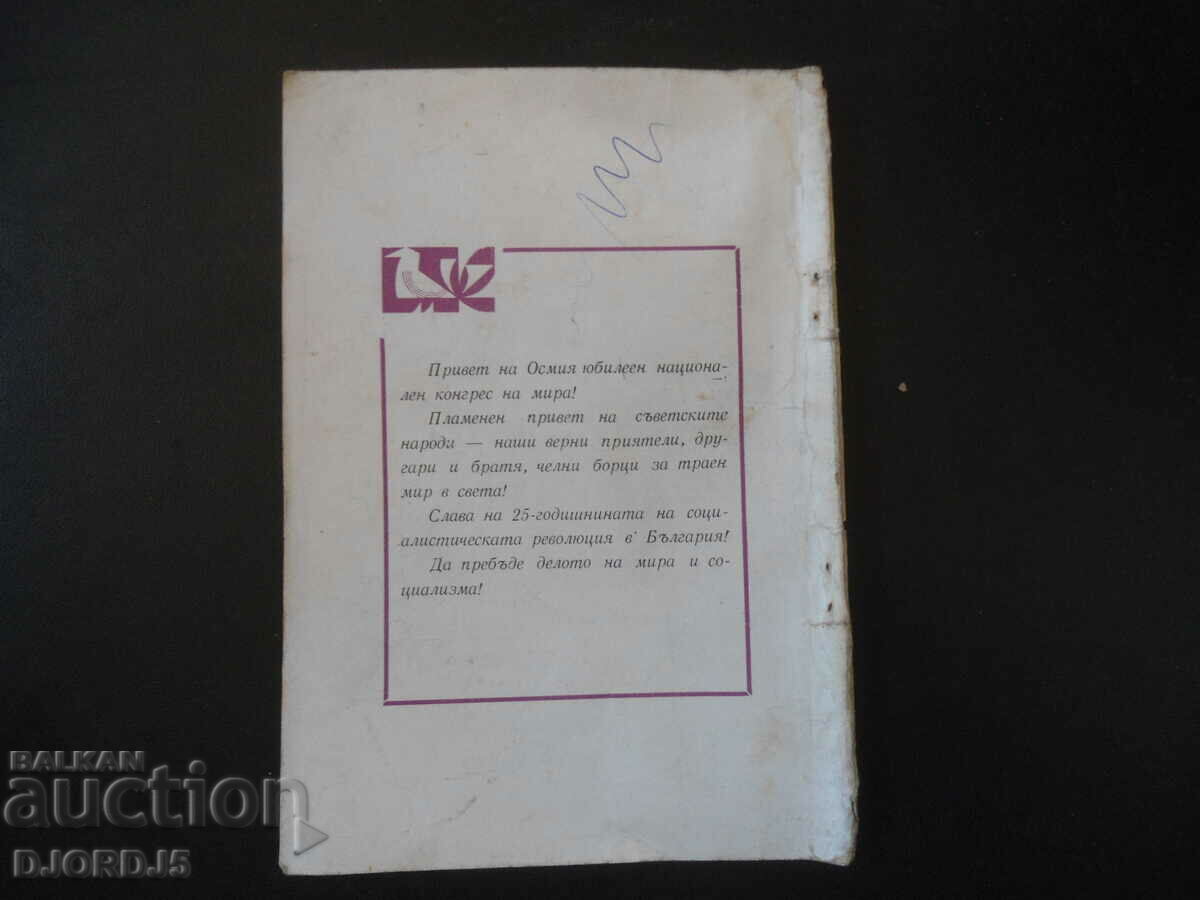 Привет на Осмия юбилеен национа-
лен конгрес на мира!
Пламенен привет на съветските
народи — наши верни приятели, дру-
гари и братя, челни борци за траен
мир в света!
Слава на 25-годишнината на соци-
алистическата революция в България!
Да пребъде делото на мира и со-
циализма!
BALKAN
auction
DJORDJ5